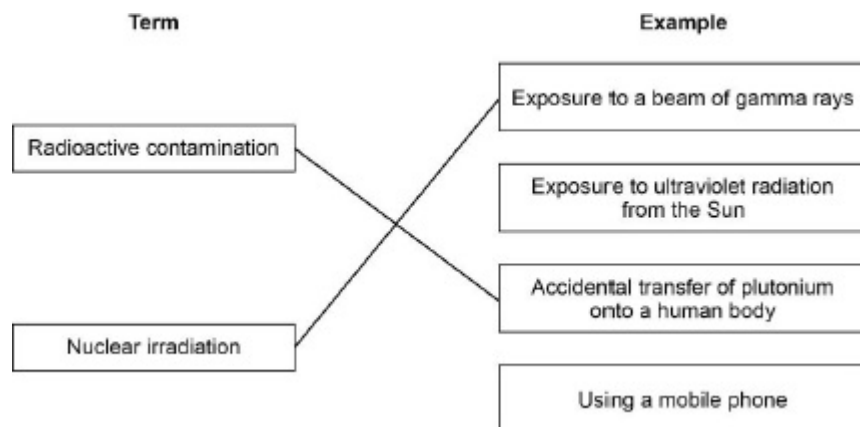 Term
Example
Radioactive contamination
Nuclear irradiation
Exposure to a beam of gamma rays
Exposure to ultraviolet radiation
from the Sun
Accidental transfer of plutonium
onto a human body
Using a mobile phone